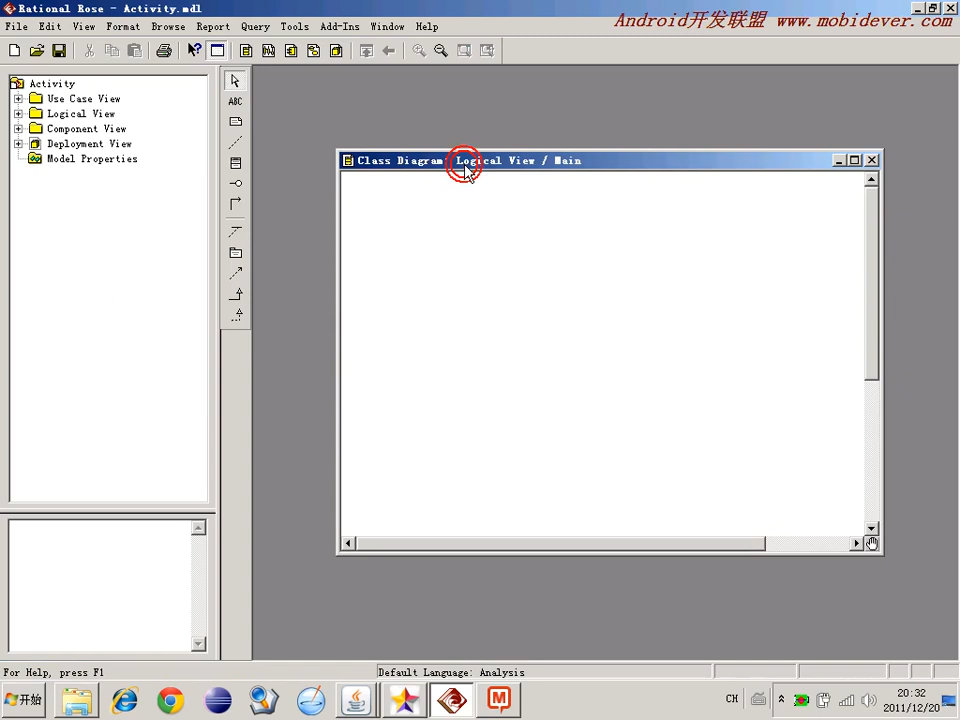 Rational Rose - Activity.mdl
File Edit View Format Browse Report Query Tools Add-Ins Window Help
Android开发联盟 www.mobidever.com
ABC
Activity
Use Case View
Logical View
Component View
Deployment View
Model Properties
Class Diagram: Logical View / Main
For Help, press F1
Default Language: Analysis
开始
CH
20:32
2011/12/20